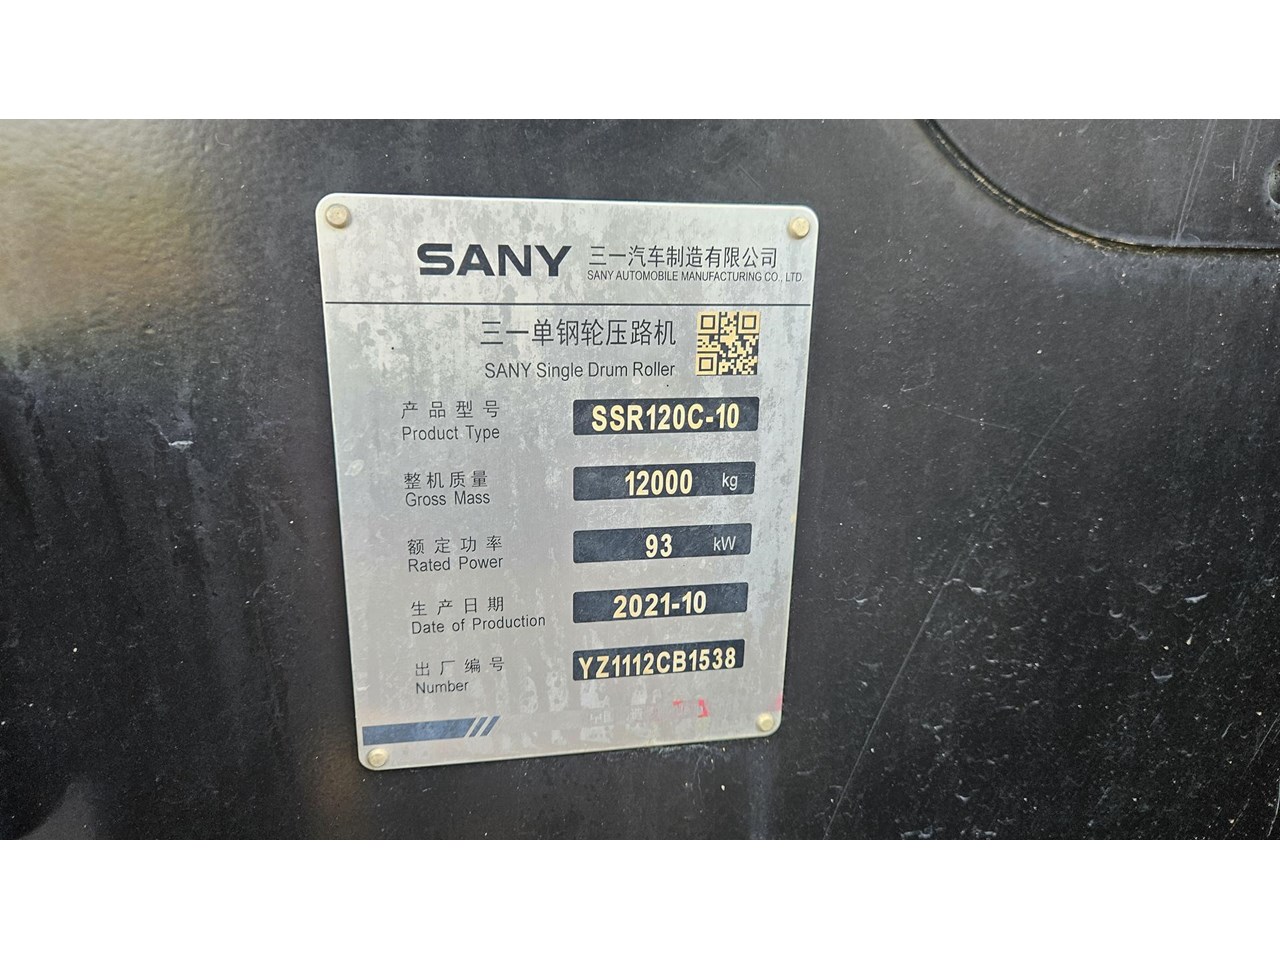 SANY 三一汽车制造有限公司
SANY AUTOMOBILE MANUFACTURING CO., LTD.
三一单钢轮压路机
SANY Single Drum Roller
产品型号 SSR120C-10
Product Type
整机质量 12000 kg
Gross Mass
额定功率 93 kW
Rated Power
生产日期 2021-10
Date of Production
出厂编号 YZ1112CB1538
Number